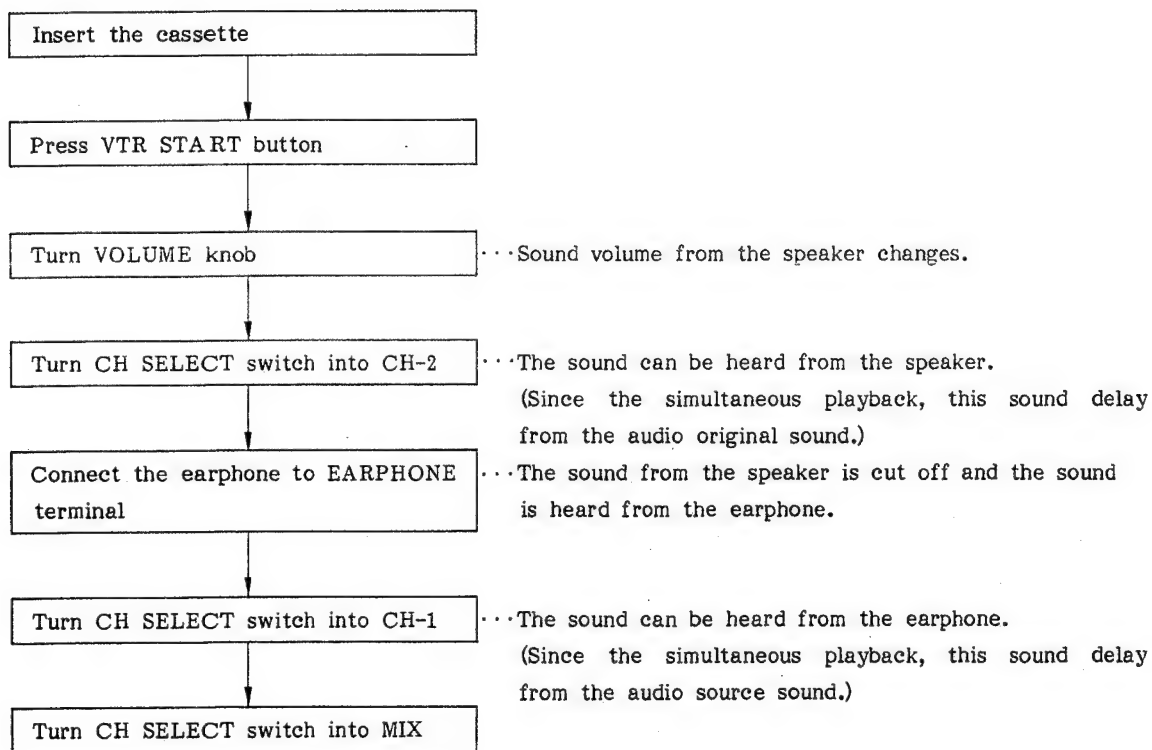 Insert the cassette
Press VTR START button
Turn VOLUME knob
···Sound volume from the speaker changes.
Turn CH SELECT switch into CH-2
···The sound can be heard from the speaker.
(Since the simultaneous playback, this sound delay
from the audio original sound.)
Connect the earphone to EARPHONE
terminal
···The sound from the speaker is cut off and the sound
is heard from the earphone.
Turn CH SELECT switch into CH-1
···The sound can be heard from the earphone.
(Since the simultaneous playback, this sound delay
from the audio source sound.)
Turn CH SELECT switch into MIX